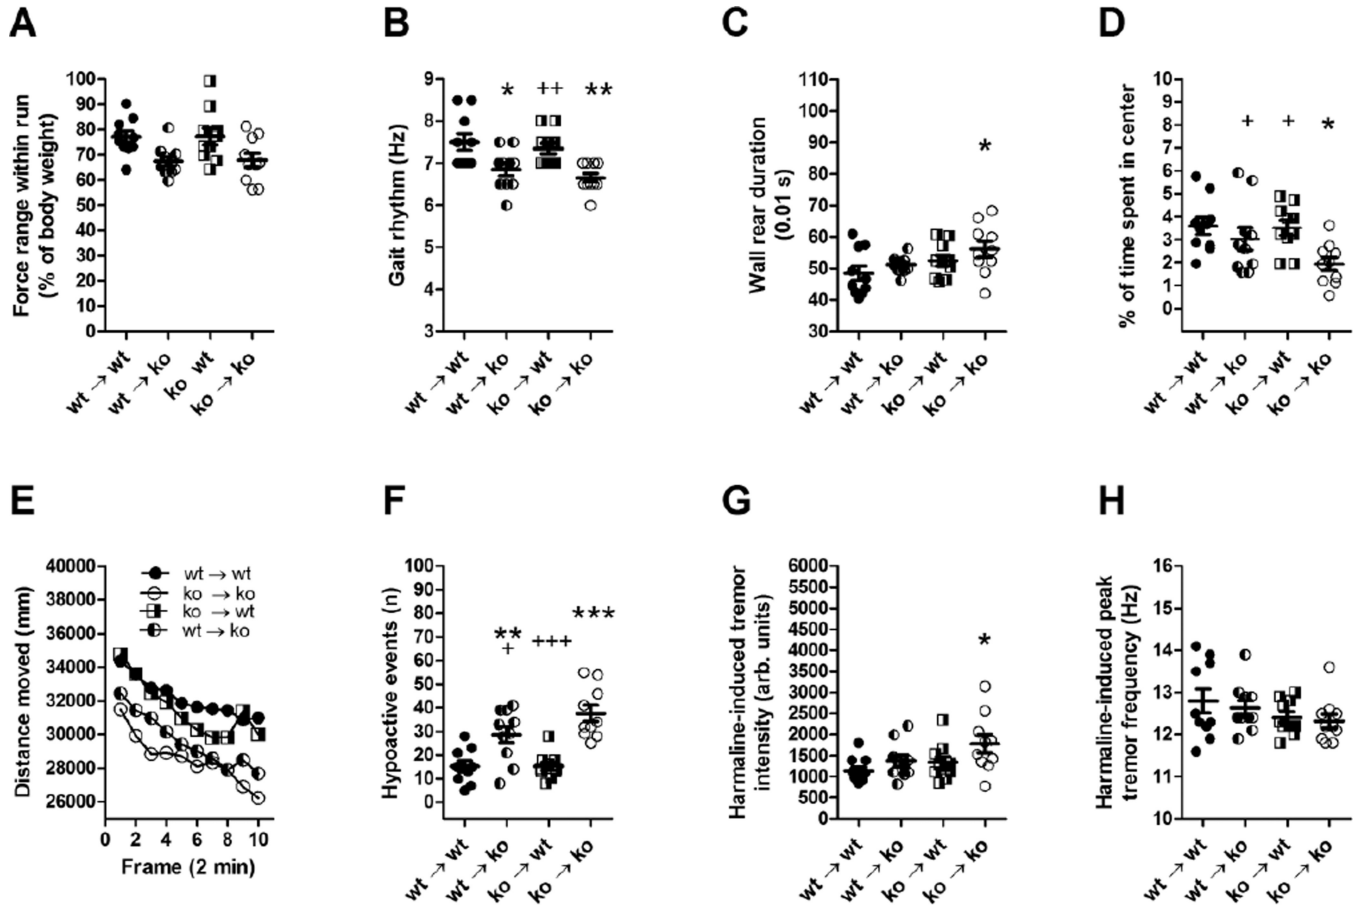 A
Force range within run
(% of body weight)
100
90
80
70
60
50
40
30
20
10
0
wt → wt
wt → ko
ko wt
ko → ko
B
Gait rhythm (Hz)
9
8
7
6
5
4
3
*
++
**
wt → wt
wt → ko
ko → wt
ko → ko
C
Wall rear duration
(0.01 s)
110
100
90
80
70
60
50
40
30
*
wt → wt
wt → ko
ko → wt
ko → ko
D
% of time spent in center
10
9
8
7
6
5
4
3
2
1
0
+
+
*
wt → wt
wt → ko
ko → wt
ko → ko
E
Distance moved (mm)
40000
38000
36000
34000
32000
30000
28000
26000
wt → wt
ko → ko
ko → wt
wt → ko
0 2 4 6 8 10
Frame (2 min)
F
Hypoactive events (n)
100
90
80
70
60
50
40
30
20
10
0
**
+
+++
***
wt → wt
wt → ko
ko → wt
ko → ko
G
Harmaline-induced tremor
intensity (arb. units)
6000
5500
5000
4500
4000
3500
3000
2500
2000
1500
1000
500
0
*
wt → wt
wt → ko
ko → wt
ko → ko
H
Harmaline-induced peak
tremor frequency (Hz)
16
15
14
13
12
11
10
wt → wt
wt → ko
ko → wt
ko → ko